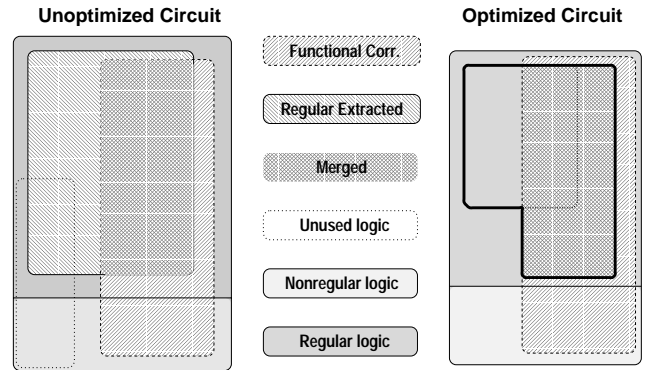 Unoptimized Circuit
Optimized Circuit
Functional Corr.
Regular Extracted
Merged
Unused logic
Nonregular logic
Regular logic